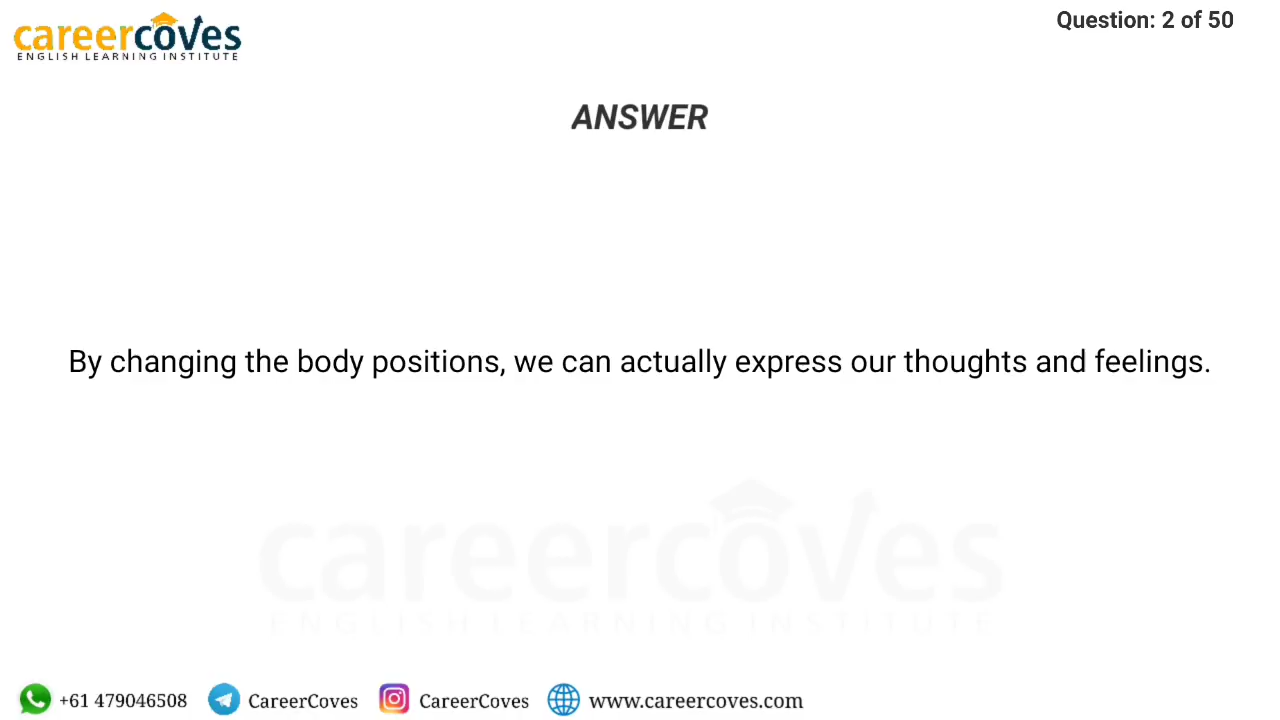 careercoves
ENGLISH LEARNING INSTITUTE
Question: 2 of 50
ANSWER
By changing the body positions, we can actually express our thoughts and feelings.
careercoves
ENGLISH LEARNING INSTITUTE
+61 479046508 CareerCoves CareerCoves www.careercoves.com